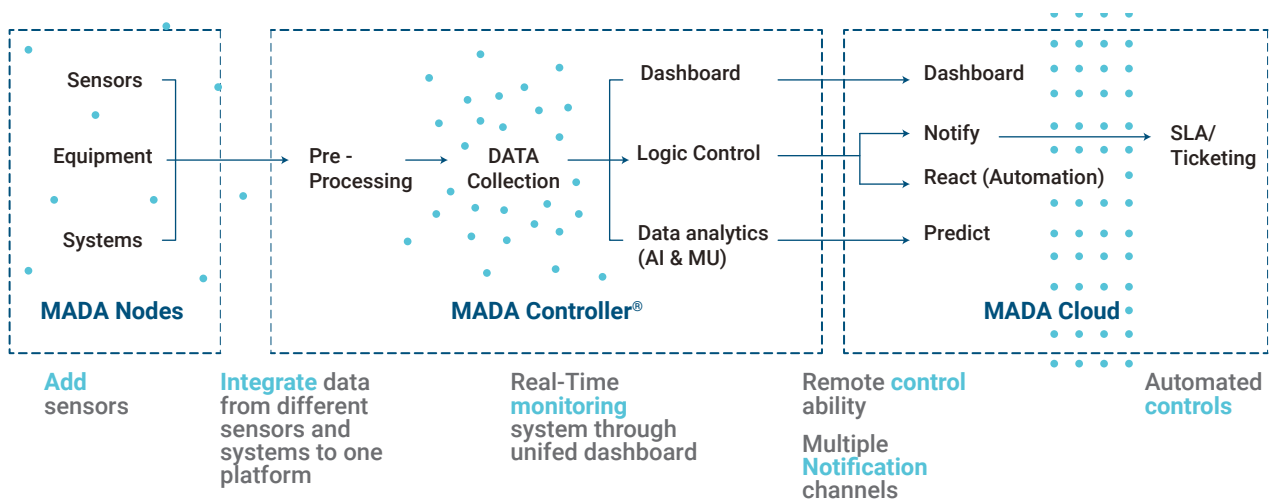 Sensors
Equipment
Systems
MADA Nodes
Pre -
Processing
DATA
Collection
Dashboard
Logic Control
Data analytics
(AI & MU)
MADA Controller®
Dashboard
Notify
React (Automation)
Predict
SLA/
Ticketing
MADA Cloud
Add
sensors
Integrate data
from different
sensors and
systems to one
platform
Real-Time
monitoring
system through
unifed dashboard
Remote control
ability
Multiple
Notification
channels
Automated
controls